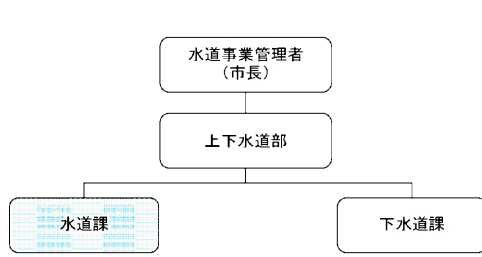 水道事業管理者
（市長）
上下水道部
水道課
下水道課